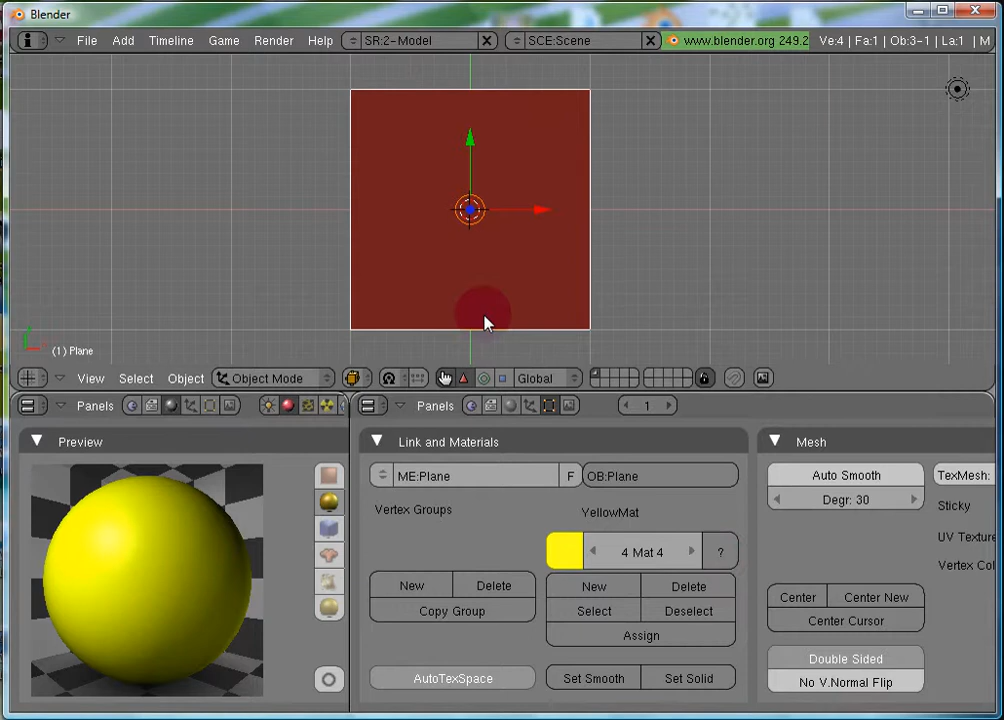 Blender
File Add Timeline Game Render Help SR:2-Model SCE:Scene www.blender.org 249.2 Ve:4 | Fa:1 | Ob:3-1 | La:1 | M
(1) Plane
View Select Object Object Mode Global
Panels Panels 1
Preview Link and Materials Mesh
ME:Plane F OB:Plane Auto Smooth TexMesh:
Degr: 30
Vertex Groups YellowMat Sticky
UV Texture
4 Mat 4 ? Vertex Col
New Delete New Delete Center Center New
Copy Group Select Deselect Center Cursor
Assign
Double Sided
AutoTexSpace Set Smooth Set Solid No V.Normal Flip